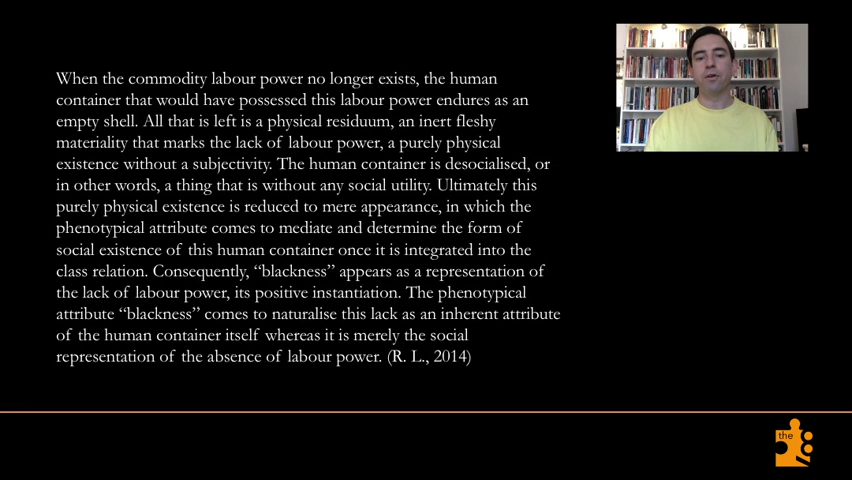 When the commodity labour power no longer exists, the human
container that would have possessed this labour power endures as an
empty shell. All that is left is a physical residuum, an inert fleshy
materiality that marks the lack of labour power, a purely physical
existence without a subjectivity. The human container is desocialised, or
in other words, a thing that is without any social utility. Ultimately this
purely physical existence is reduced to mere appearance, in which the
phenotypical attribute comes to mediate and determine the form of
social existence of this human container once it is integrated into the
class relation. Consequently, “blackness” appears as a representation of
the lack of labour power, its positive instantiation. The phenotypical
attribute “blackness” comes to naturalise this lack as an inherent attribute
of the human container itself whereas it is merely the social
representation of the absence of labour power. (R. L., 2014)
the